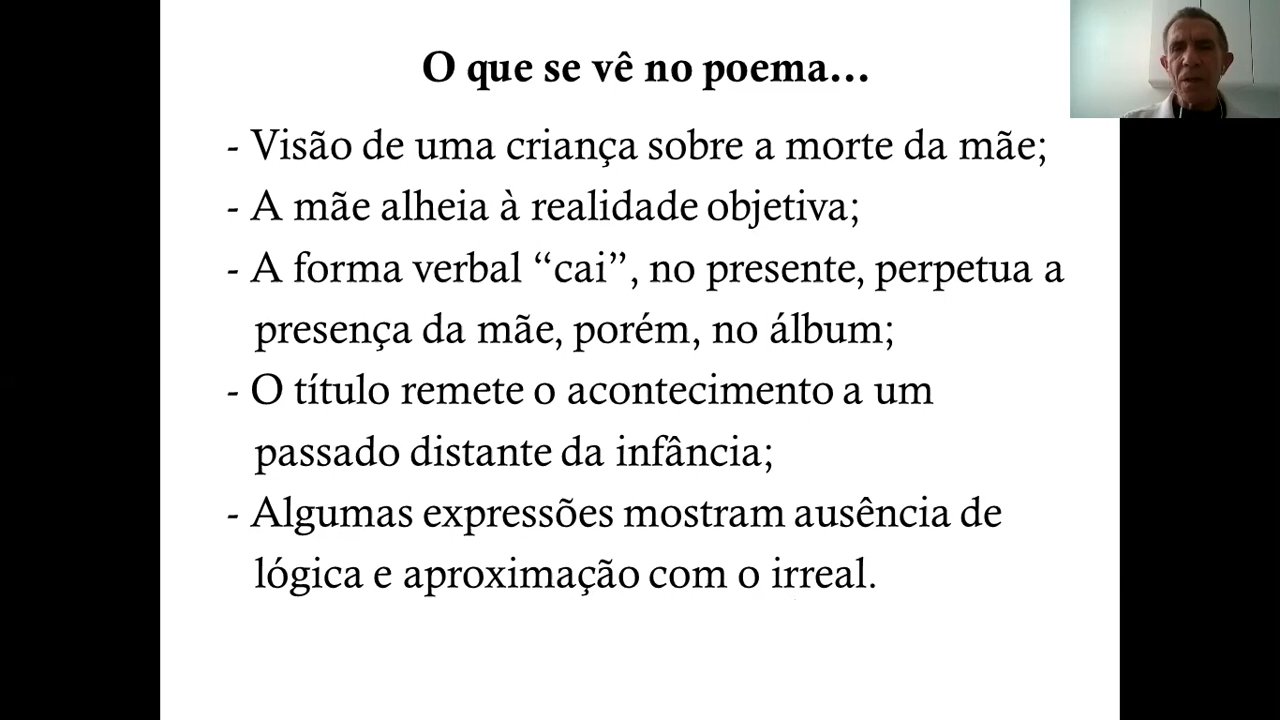 O que se vê no poema...
- Visão de uma criança sobre a morte da mãe;
- A mãe alheia à realidade objetiva;
- A forma verbal “cai”, no presente, perpetua a
presença da mãe, porém, no álbum;
- O título remete o acontecimento a um
passado distante da infância;
- Algumas expressões mostram ausência de
lógica e aproximação com o irreal.